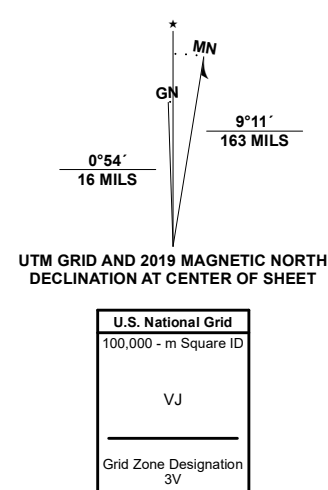 ★
MN
GN
9°11´
163 MILS
0°54´
16 MILS
UTM GRID AND 2019 MAGNETIC NORTH
DECLINATION AT CENTER OF SHEET
U.S. National Grid
100,000 - m Square ID
VJ
Grid Zone Designation
3V